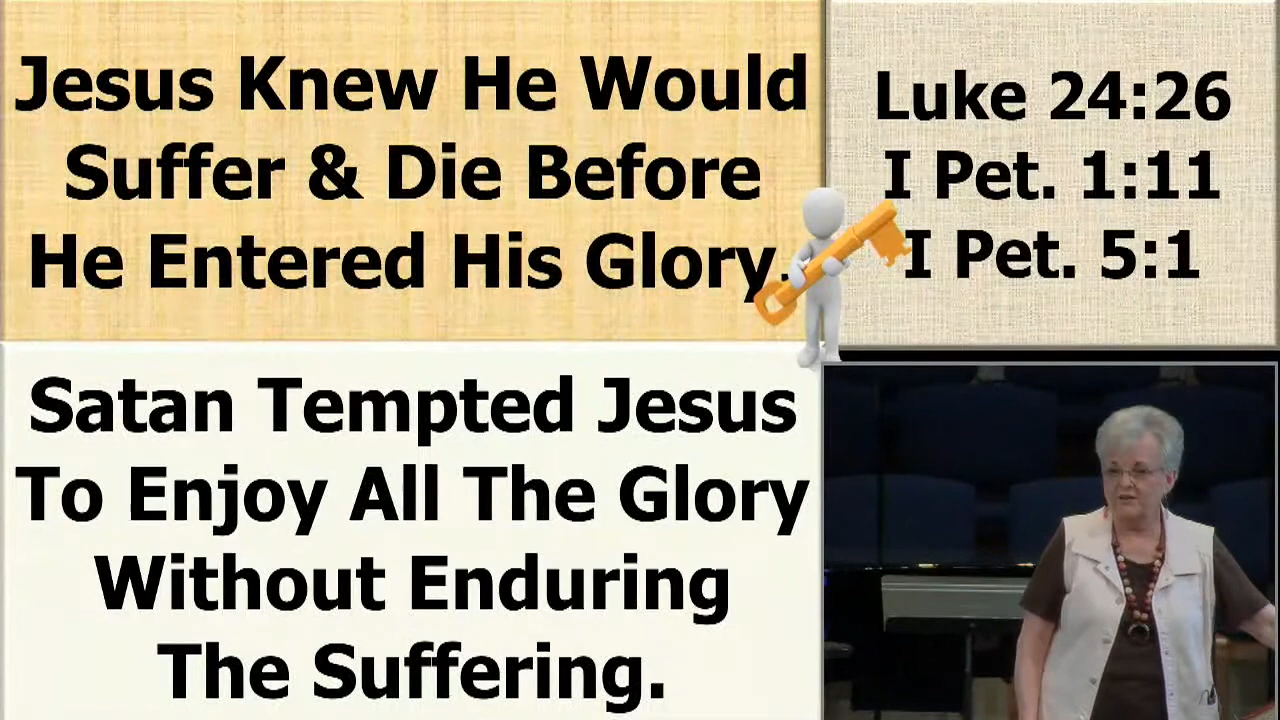 Jesus Knew He Would
Suffer & Die Before
He Entered His Glory.
Luke 24:26
I Pet. 1:11
I Pet. 5:1
Satan Tempted Jesus
To Enjoy All The Glory
Without Enduring
The Suffering.